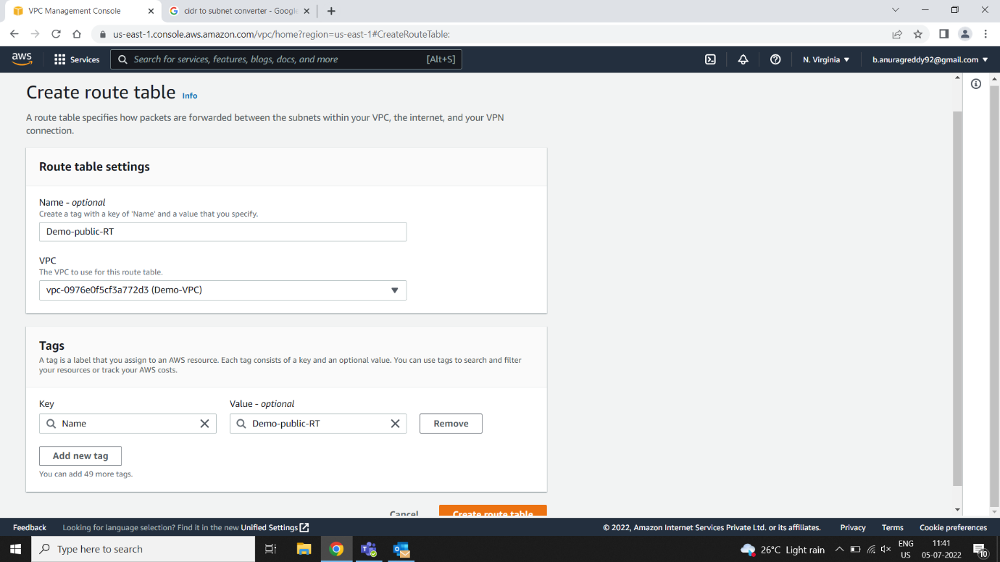 VPC Management Console
cidr to subnet converter - Google
us-east-1.console.aws.amazon.com/vpc/home?region=us-east-1#CreateRouteTable:
aws
Services
Search for services, features, blogs, docs, and more
[Alt+S]
N. Virginia
b.anuragreddy92@gmail.com
Create route table Info
A route table specifies how packets are forwarded between the subnets within your VPC, the internet, and your VPN
connection.
Route table settings
Name - optional
Create a tag with a key of 'Name' and a value that you specify.
Demo-public-RT
VPC
The VPC to use for this route table.
vpc-0976e0f5cf3a772d3 (Demo-VPC)
Tags
A tag is a label that you assign to an AWS resource. Each tag consists of a key and an optional value. You can use tags to search and filter
your resources or track your AWS costs.
Key
Value - optional
Name
Demo-public-RT
Remove
Add new tag
You can add 49 more tags.
Cancel
Create route table
Feedback
Looking for language selection? Find it in the new Unified Settings
© 2022, Amazon Internet Services Private Ltd. or its affiliates.
Privacy
Terms
Cookie preferences
Type here to search
26°C Light rain
ENG
US
11:41
05-07-2022
10